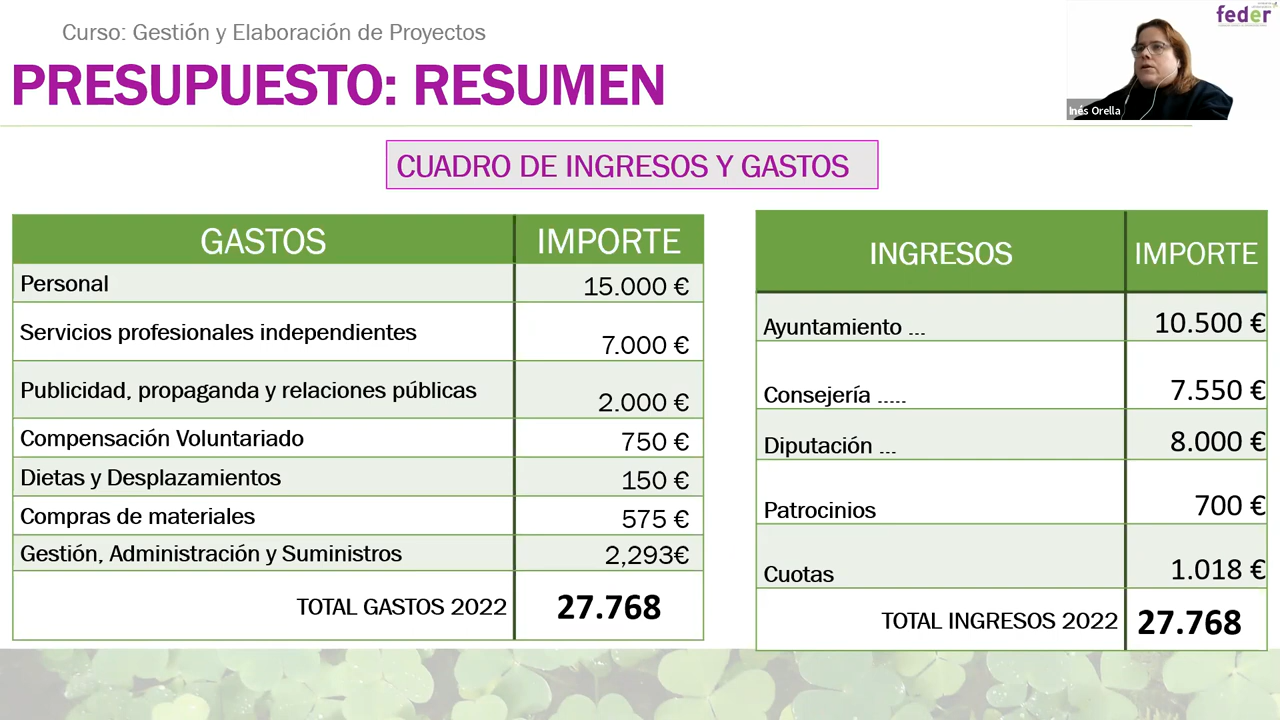 Curso: Gestión y Elaboración de Proyectos
feder
PRESUPUESTO: RESUMEN
Inés Orella
CUADRO DE INGRESOS Y GASTOS
GASTOS IMPORTE
Personal 15.000 €
Servicios profesionales independientes 7.000 €
Publicidad, propaganda y relaciones públicas 2.000 €
Compensación Voluntariado 750 €
Dietas y Desplazamientos 150 €
Compras de materiales 575 €
Gestión, Administración y Suministros 2,293€
TOTAL GASTOS 2022 27.768
INGRESOS IMPORTE
Ayuntamiento ... 10.500 €
Consejería ..... 7.550 €
Diputación ... 8.000 €
Patrocinios 700 €
Cuotas 1.018 €
TOTAL INGRESOS 2022 27.768